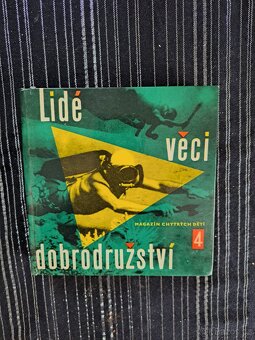 Lidé
věci
MAGAZÍN CHYTRÝCH DĚTÍ
4
dobrodružství